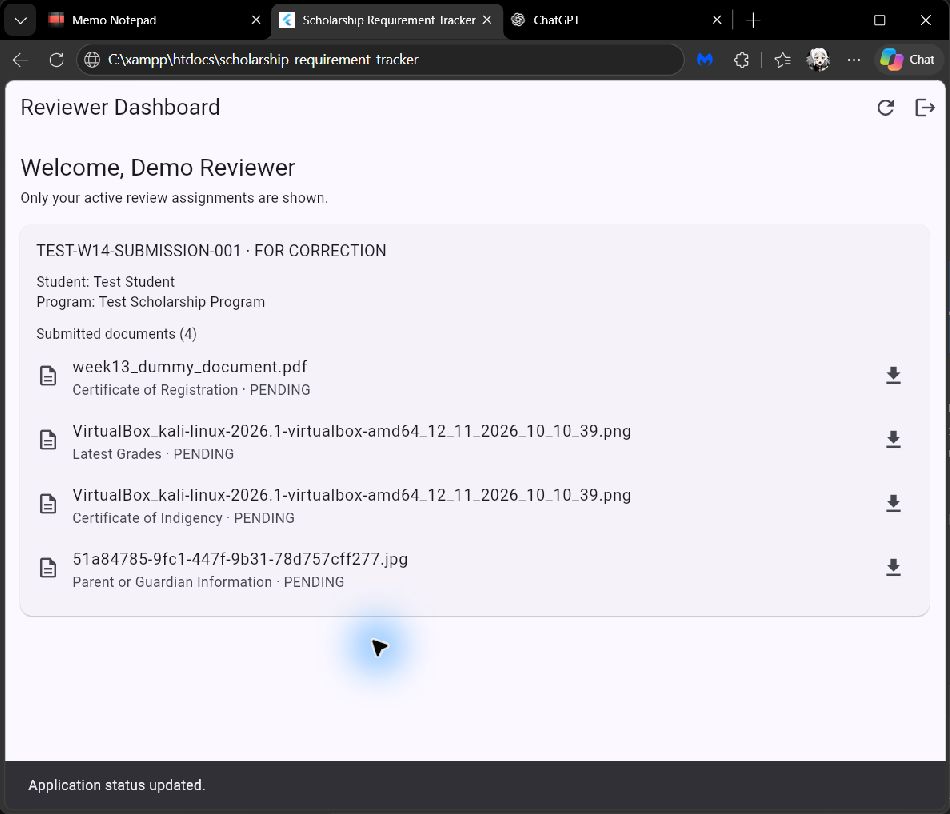 Memo Notepad
Scholarship Requirement Tracker
ChatGPT
C:\xampp\htdocs\scholarship-requirement-tracker
Chat
Reviewer Dashboard
Welcome, Demo Reviewer
Only your active review assignments are shown.
TEST-W14-SUBMISSION-001 · FOR CORRECTION
Student: Test Student
Program: Test Scholarship Program
Submitted documents (4)
week13_dummy_document.pdf
Certificate of Registration · PENDING
VirtualBox_kali-linux-2026.1-virtualbox-amd64_12_11_2026_10_10_39.png
Latest Grades · PENDING
VirtualBox_kali-linux-2026.1-virtualbox-amd64_12_11_2026_10_10_39.png
Certificate of Indigency · PENDING
51a84785-9fc1-447f-9b31-78d757cff277.jpg
Parent or Guardian Information · PENDING
Application status updated.